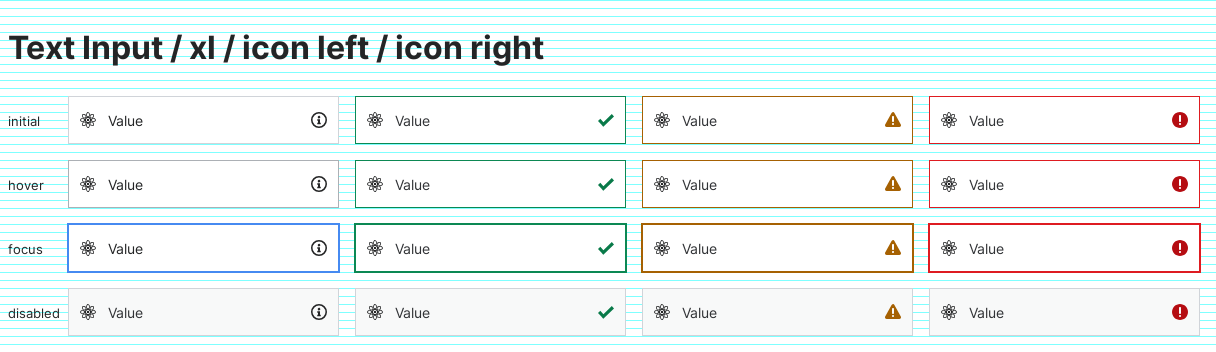 Text Input / xl / icon left / icon right
initial Value Value Value Value
hover Value Value Value Value
focus Value Value Value Value
disabled Value Value Value Value